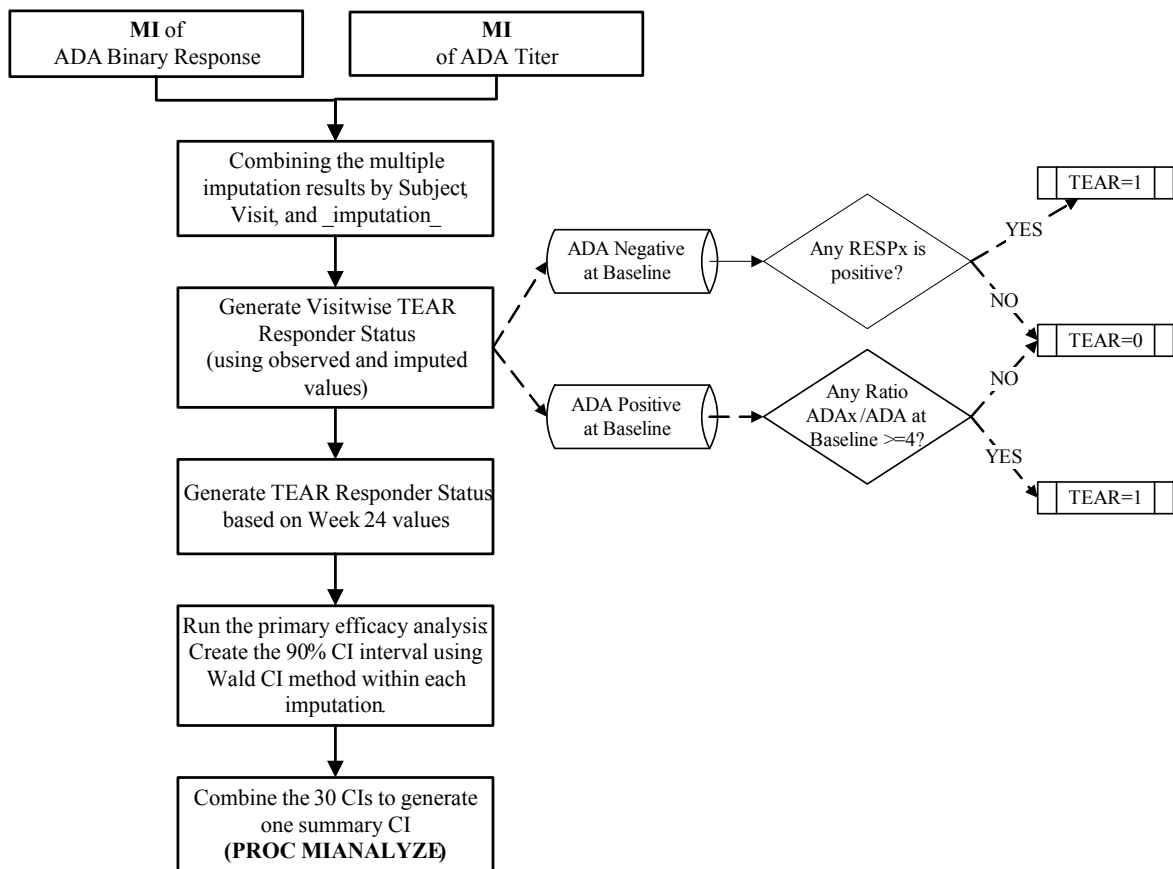 MI of
ADA Binary Response
MI
of ADA Titer
Combining the multiple
imputation results by Subject,
Visit, and _imputation_
Generate Visitwise TEAR
Responder Status
(using observed and imputed
values)
Generate TEAR Responder Status
based on Week 24 values
Run the primary efficacy analysis:
Create the 90% CI interval using
Wald CI method within each
imputation.
Combine the 30 CIs to generate
one summary CI
(PROC MIANALYZE)
ADA Negative
at Baseline
Any RESPx is
positive?
YES
TEAR=1
NO
TEAR=0
ADA Positive
at Baseline
Any Ratio
ADAx/ADA at
Baseline >=4?
NO
YES
TEAR=1